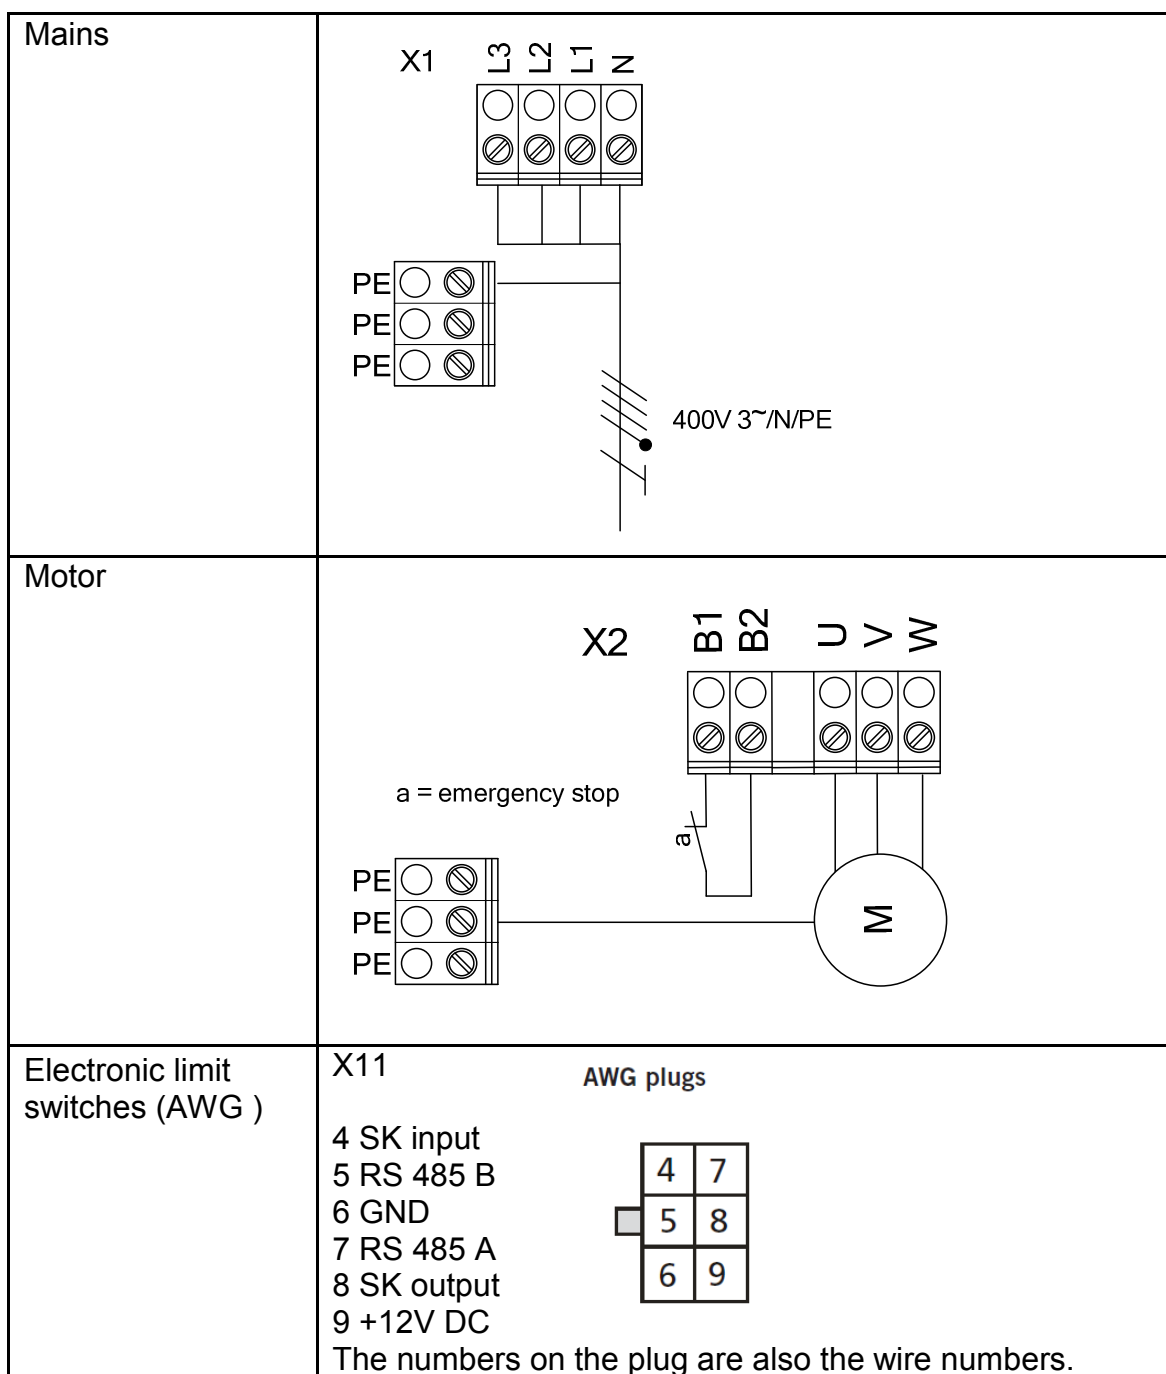 Mains
X1 L3 L2 L1 N
PE
PE
PE
400V 3~/N/PE
Motor
X2 B1 B2 U V W
a = emergency stop
a
PE
PE
PE
M
Electronic limit
switches (AWG )
X11
AWG plugs
4 SK input
5 RS 485 B
6 GND
7 RS 485 A
8 SK output
9 +12V DC
4 7
5 8
6 9
The numbers on the plug are also the wire numbers.